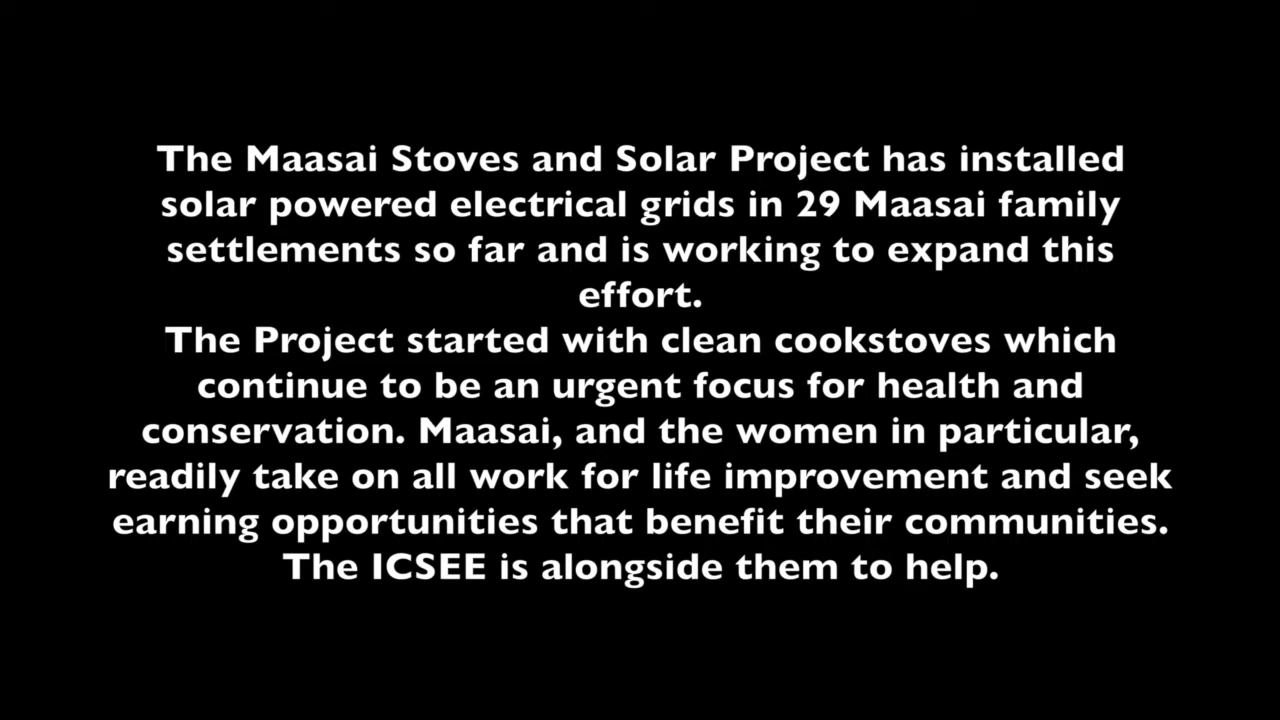 The Maasai Stoves and Solar Project has installed
solar powered electrical grids in 29 Maasai family
settlements so far and is working to expand this
effort.
The Project started with clean cookstoves which
continue to be an urgent focus for health and
conservation. Maasai, and the women in particular,
readily take on all work for life improvement and seek
earning opportunities that benefit their communities.
The ICSEE is alongside them to help.